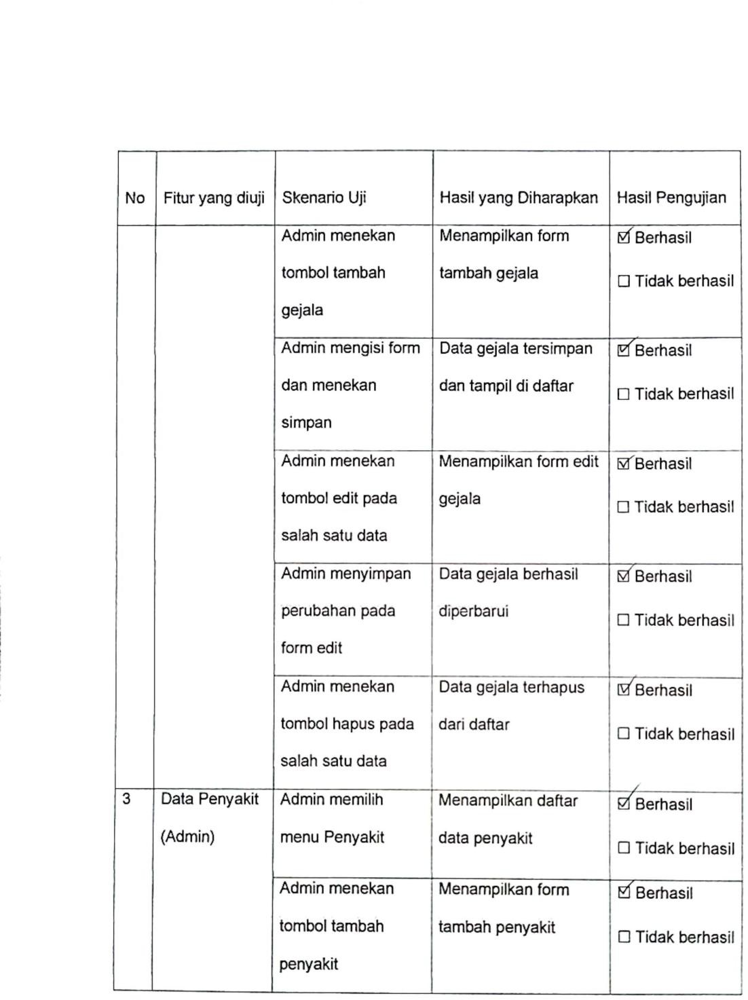 No Fitur yang diuji Skenario Uji Hasil yang Diharapkan Hasil Pengujian
Admin menekan Menampilkan form ☑ Berhasil
tombol tambah tambah gejala ☐ Tidak berhasil
gejala
Admin mengisi form Data gejala tersimpan ☑ Berhasil
dan menekan dan tampil di daftar ☐ Tidak berhasil
simpan
Admin menekan Menampilkan form edit ☑ Berhasil
tombol edit pada gejala ☐ Tidak berhasil
salah satu data
Admin menyimpan Data gejala berhasil ☑ Berhasil
perubahan pada diperbarui ☐ Tidak berhasil
form edit
Admin menekan Data gejala terhapus ☑ Berhasil
tombol hapus pada dari daftar ☐ Tidak berhasil
salah satu data
3 Data Penyakit Admin memilih Menampilkan daftar ☑ Berhasil
(Admin) menu Penyakit data penyakit ☐ Tidak berhasil
Admin menekan Menampilkan form ☑ Berhasil
tombol tambah tambah penyakit ☐ Tidak berhasil
penyakit